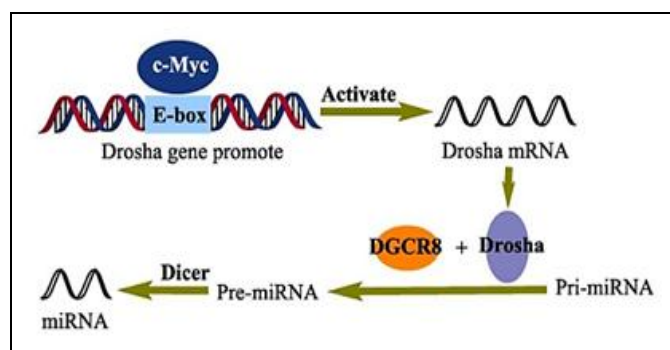 c-Myc
E-box
Activate
Drosha gene promote
Drosha mRNA
DGCR8 + Drosha
Dicer
Pre-miRNA
Pri-miRNA
miRNA